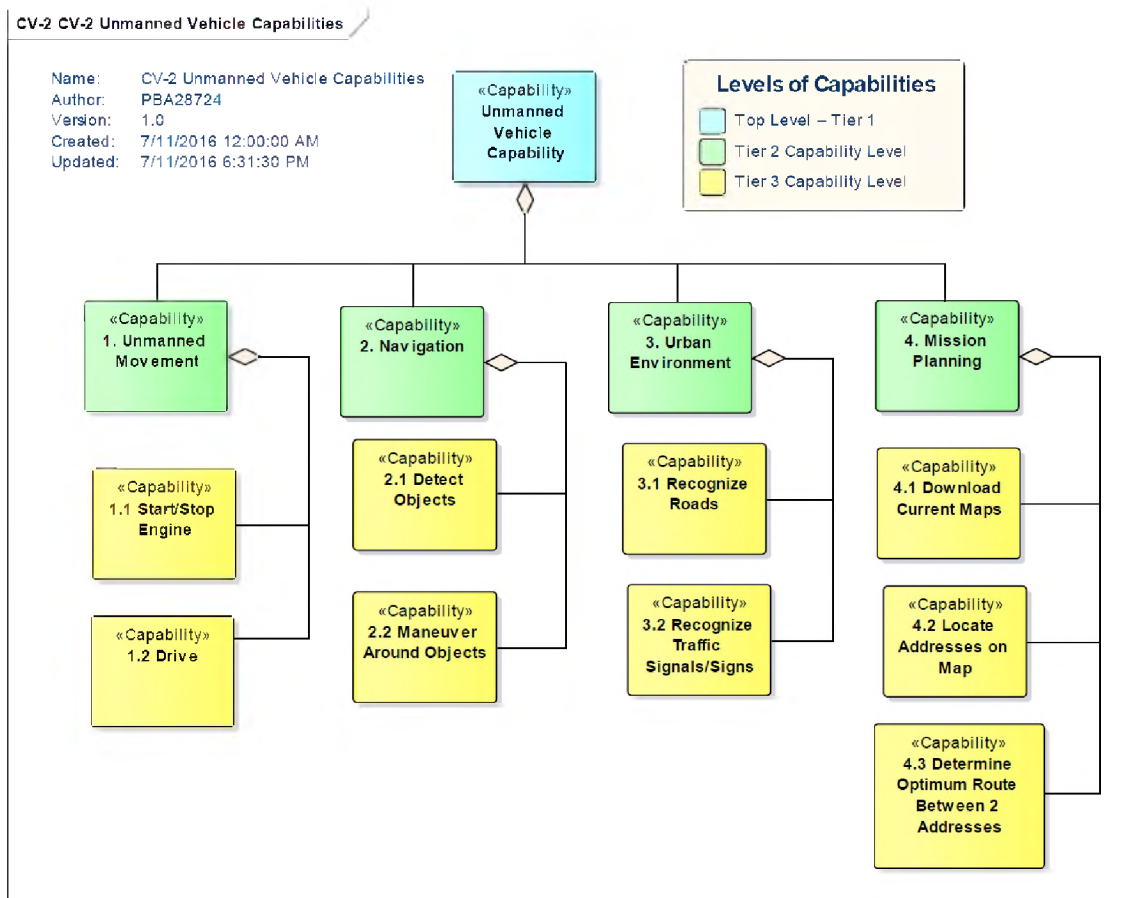 CV-2 CV-2 Unmanned Vehicle Capabilities
Name: CV-2 Unmanned Vehicle Capabilities
Author: PBA28724
Version: 1.0
Created: 7/11/2016 12:00:00 AM
Updated: 7/11/2016 6:31:30 PM
«Capability»
Unmanned
Vehicle
Capability
Levels of Capabilities
Top Level – Tier 1
Tier 2 Capability Level
Tier 3 Capability Level
«Capability»
1. Unmanned
Movement
«Capability»
2. Navigation
«Capability»
3. Urban
Environment
«Capability»
4. Mission
Planning
«Capability»
1.1 Start/Stop
Engine
«Capability»
2.1 Detect
Objects
«Capability»
3.1 Recognize
Roads
«Capability»
4.1 Download
Current Maps
«Capability»
1.2 Drive
«Capability»
2.2 Maneuver
Around Objects
«Capability»
3.2 Recognize
Traffic
Signals/Signs
«Capability»
4.2 Locate
Addresses on
Map
«Capability»
4.3 Determine
Optimum Route
Between 2
Addresses